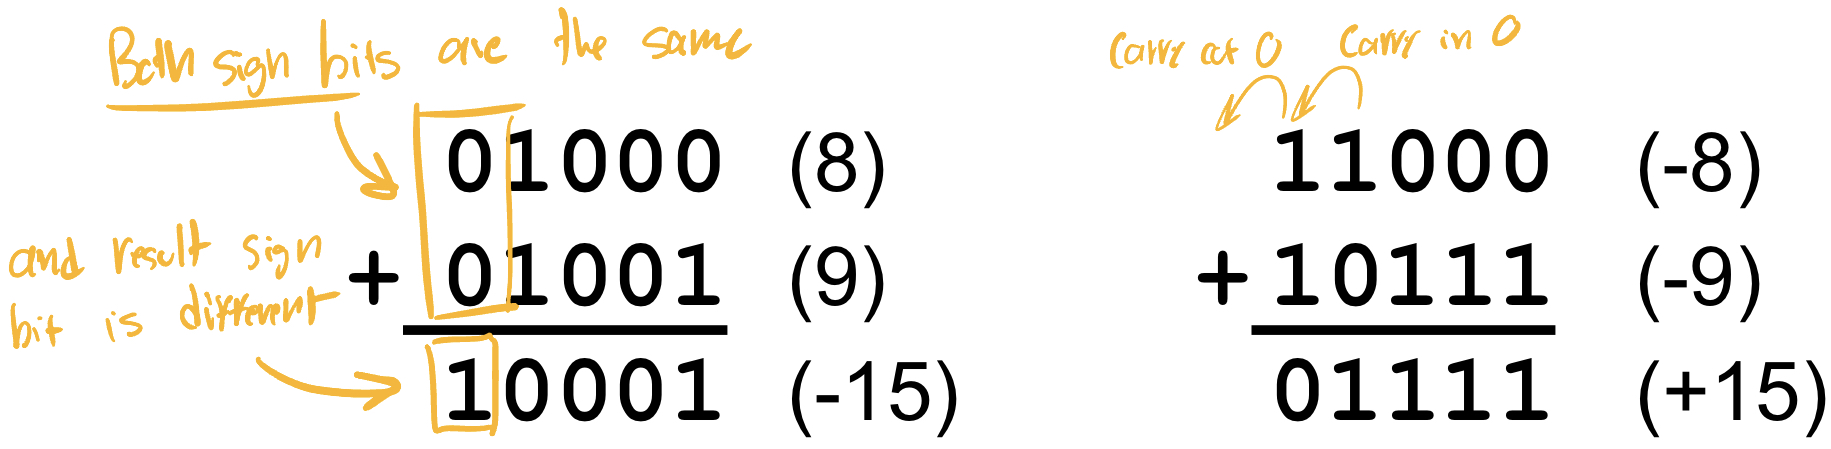 Both sign bits are the same
Carry out 0 Carry in 0
01000 (8)
11000 (-8)
and result sign
bit is different
+ 01001 (9)
+ 10111 (-9)
10001 (-15)
01111 (+15)